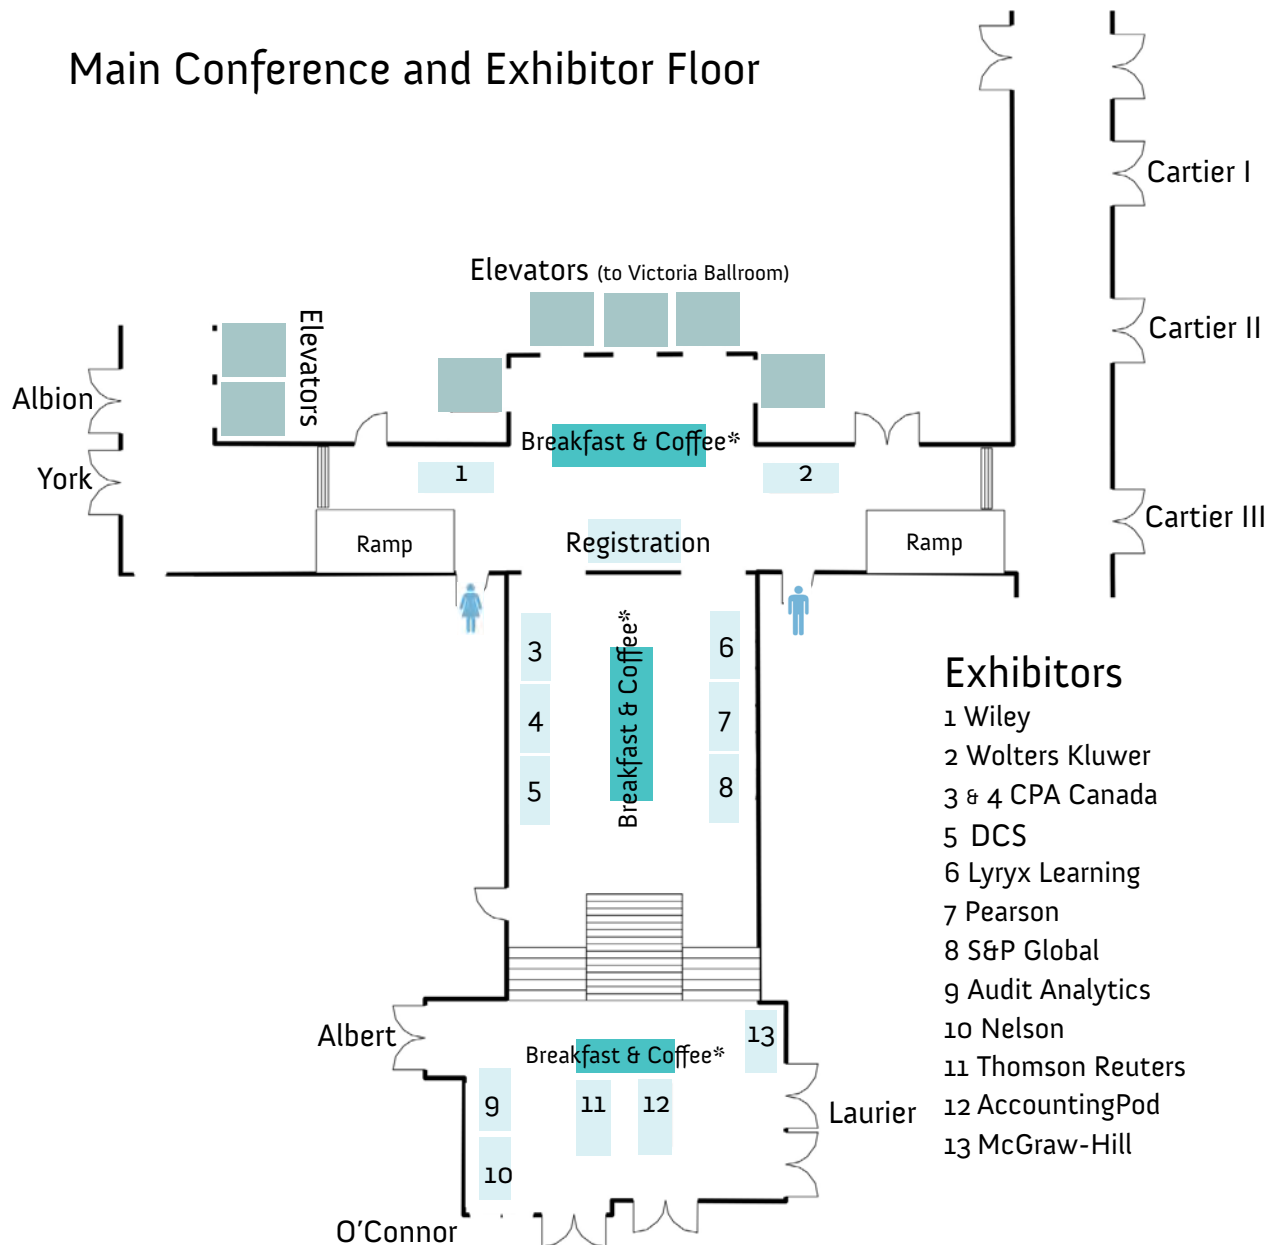 Main Conference and Exhibitor Floor
Cartier I
Elevators (to Victoria Ballroom)
Elevators
Cartier II
Albion
Breakfast & Coffee*
York
1
2
Cartier III
Ramp
Registration
Ramp
Breakfast & Coffee*
3
6
4
7
5
8
Exhibitors
1 Wiley
2 Wolters Kluwer
3 & 4 CPA Canada
5 DCS
6 Lyryx Learning
7 Pearson
8 S&P Global
9 Audit Analytics
10 Nelson
11 Thomson Reuters
12 AccountingPod
13 McGraw-Hill
Albert
Breakfast & Coffee*
13
9
11
12
Laurier
10
O'Connor